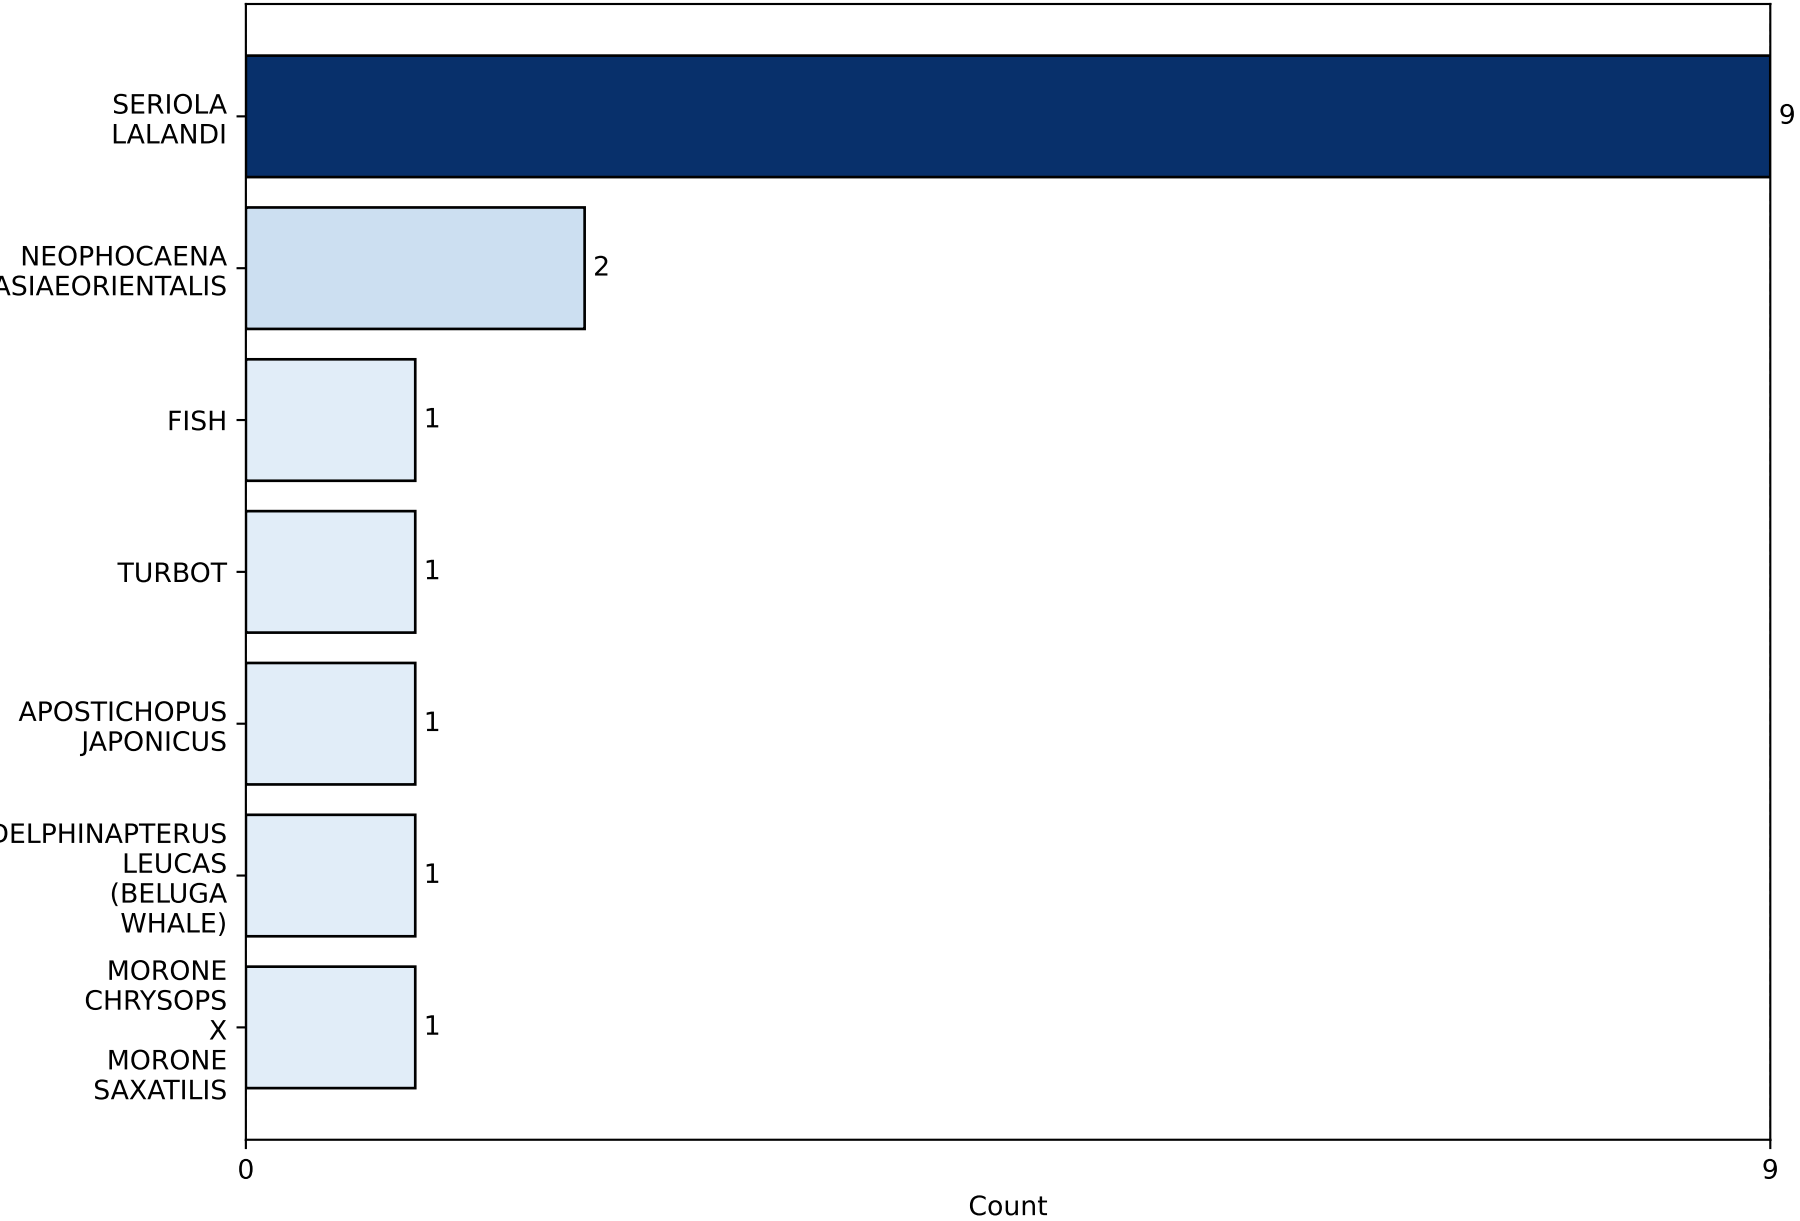 SERIOLA
LALANDI
9
NEOPHOCAENA
ASIAEORIENTALIS
2
FISH
1
TURBOT
1
APOSTICHOPUS
JAPONICUS
1
DELPHINAPTERUS
LEUCAS
(BELUGA
WHALE)
1
MORONE
CHRYSOPS
X
MORONE
SAXATILIS
1
0
9
Count